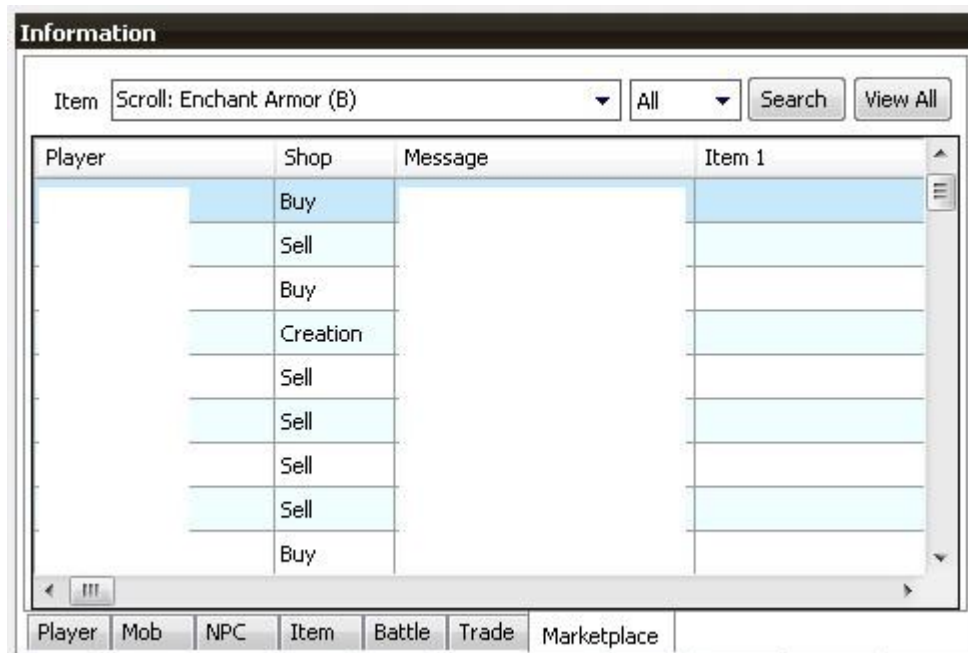 Information
Item Scroll: Enchant Armor (B) All Search View All
Player Shop Message Item 1
Buy
Sell
Buy
Creation
Sell
Sell
Sell
Sell
Buy
Player Mob NPC Item Battle Trade Marketplace